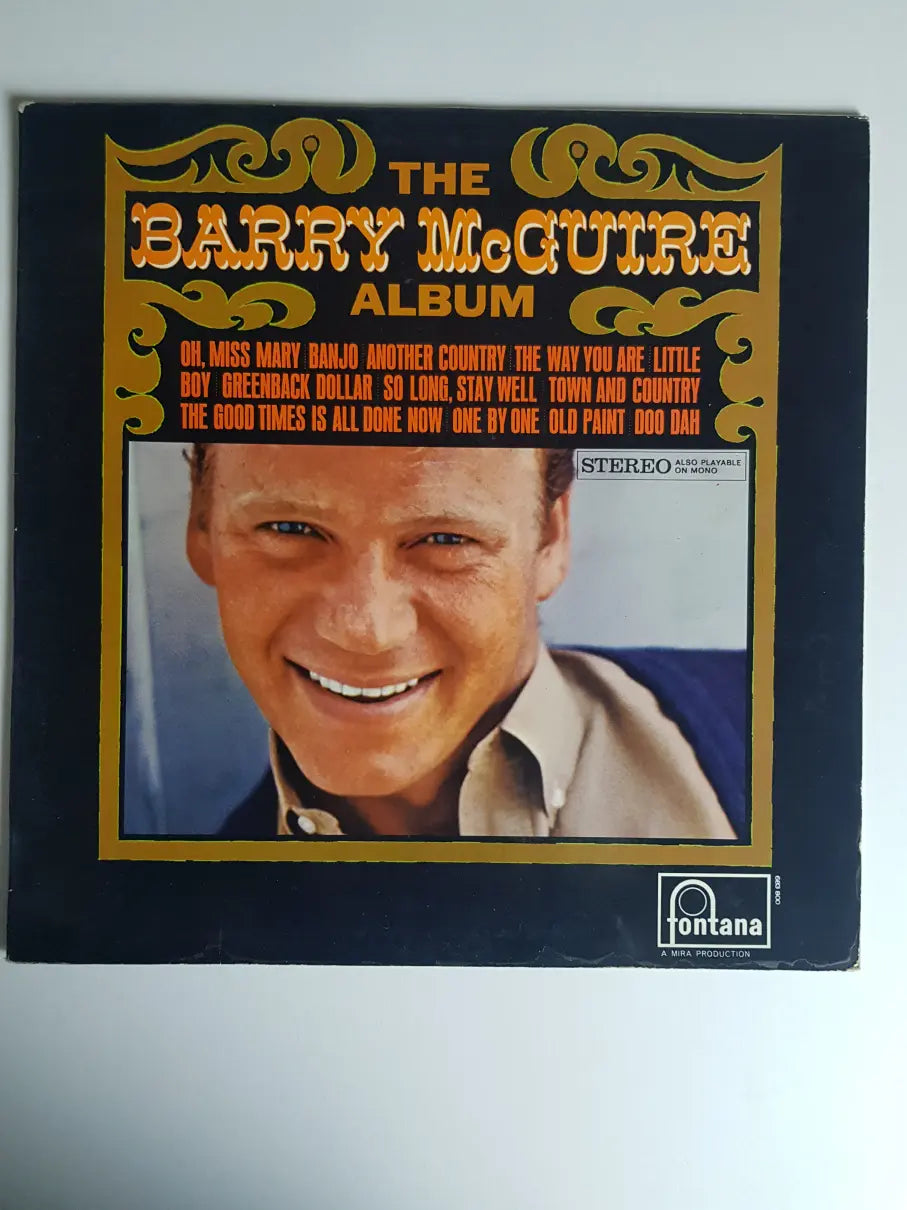 THE
BARRY McGUIRE
ALBUM
OH, MISS MARY BANJO ANOTHER COUNTRY THE WAY YOU ARE LITTLE
BOY GREENBACK DOLLAR SO LONG, STAY WELL TOWN AND COUNTRY
THE GOOD TIMES IS ALL DONE NOW ONE BY ONE OLD PAINT DOO DAH
STEREO ALSO PLAYABLE
ON MONO
683 800
fontana
A MIRA PRODUCTION